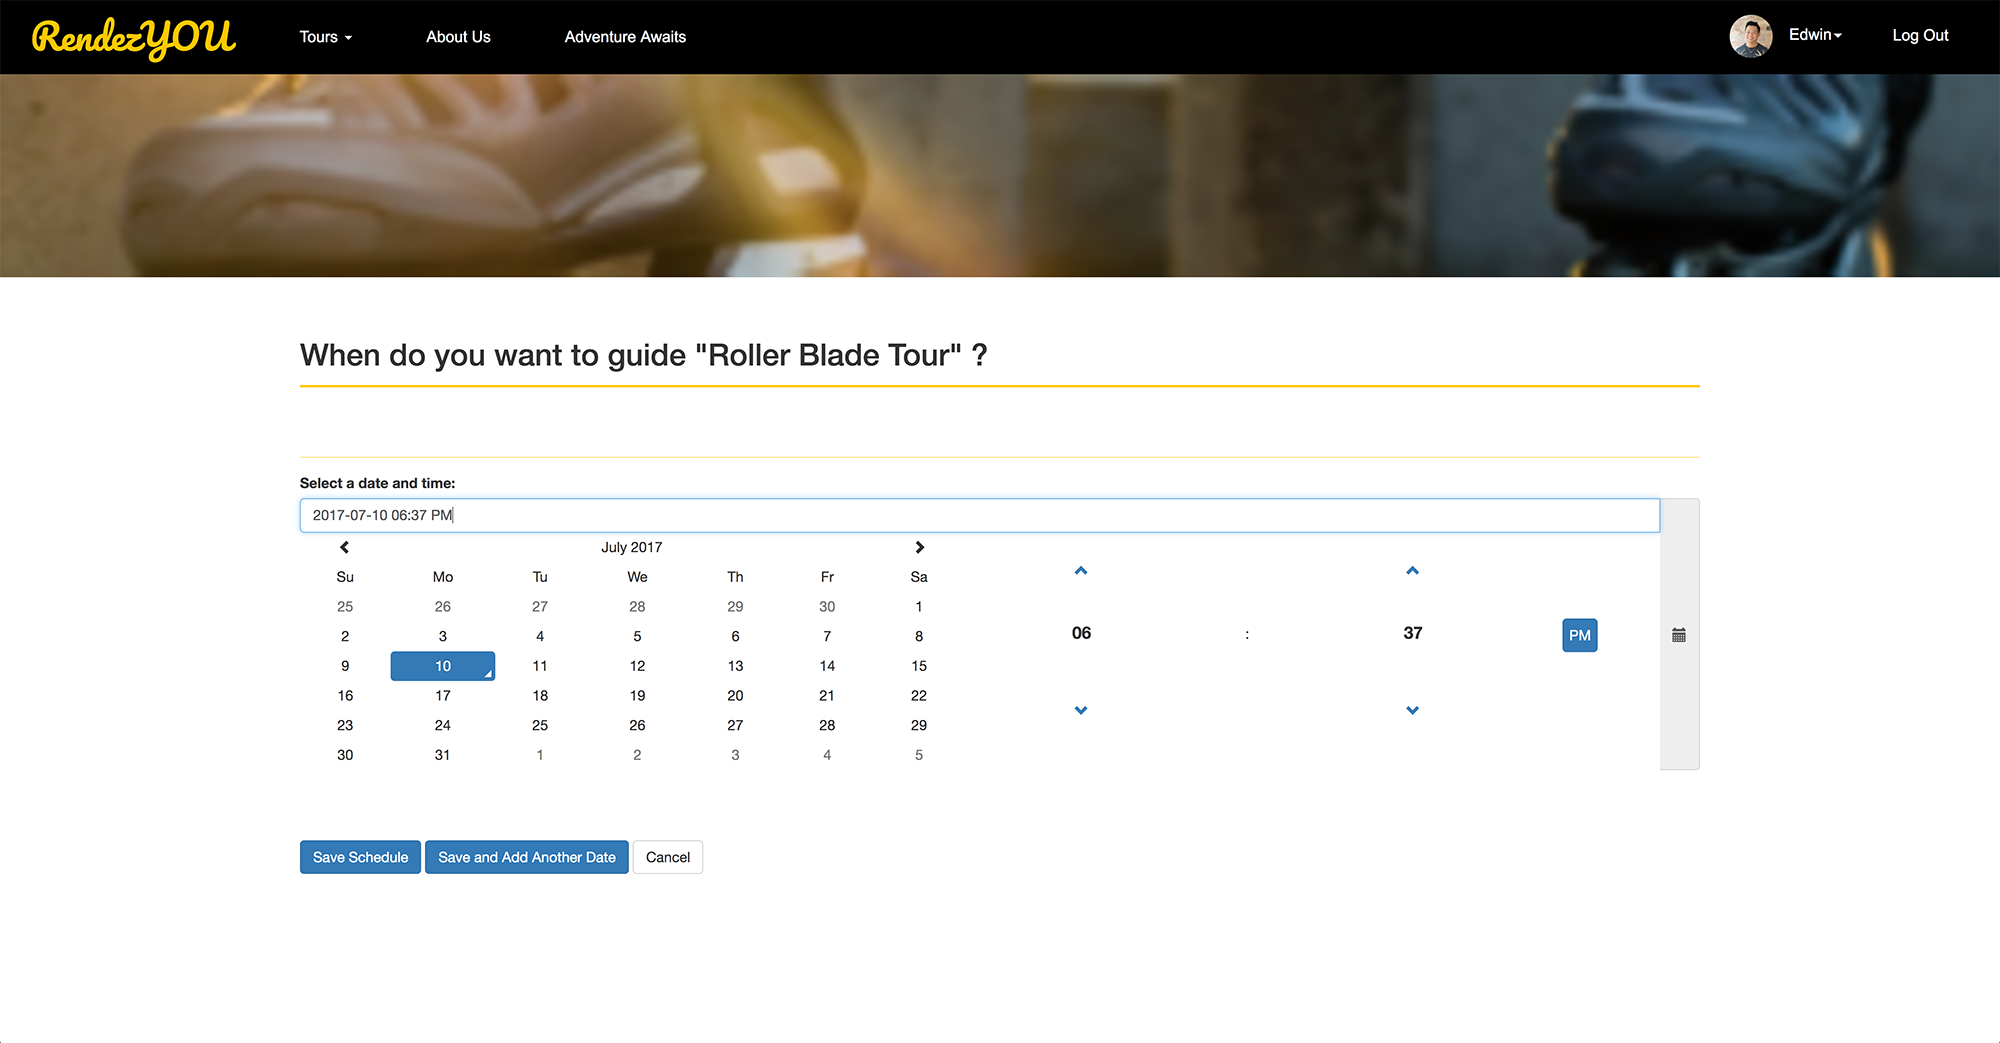 RendezYOU Tours About Us Adventure Awaits Edwin Log Out
When do you want to guide "Roller Blade Tour" ?
Select a date and time:
2017-07-10 06:37 PM
July 2017
Su Mo Tu We Th Fr Sa
25 26 27 28 29 30 1
2 3 4 5 6 7 8
9 10 11 12 13 14 15
16 17 18 19 20 21 22
23 24 25 26 27 28 29
30 31 1 2 3 4 5
06 : 37 PM
Save Schedule Save and Add Another Date Cancel